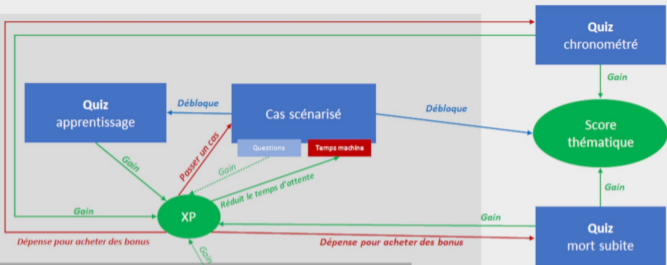 Quiz
chronométré
Gain
Quiz
apprentissage
Débloque
Cas scénarisé
Débloque
Questions
Temps machina
Score
thématique
Passer un cas
Gain
Gain
Réduit le temps d'attente
Gain
Gain
XP
Gain
Quiz
mort subite
Dépense pour acheter des bonus
Dépense pour acheter des bonus
Gain